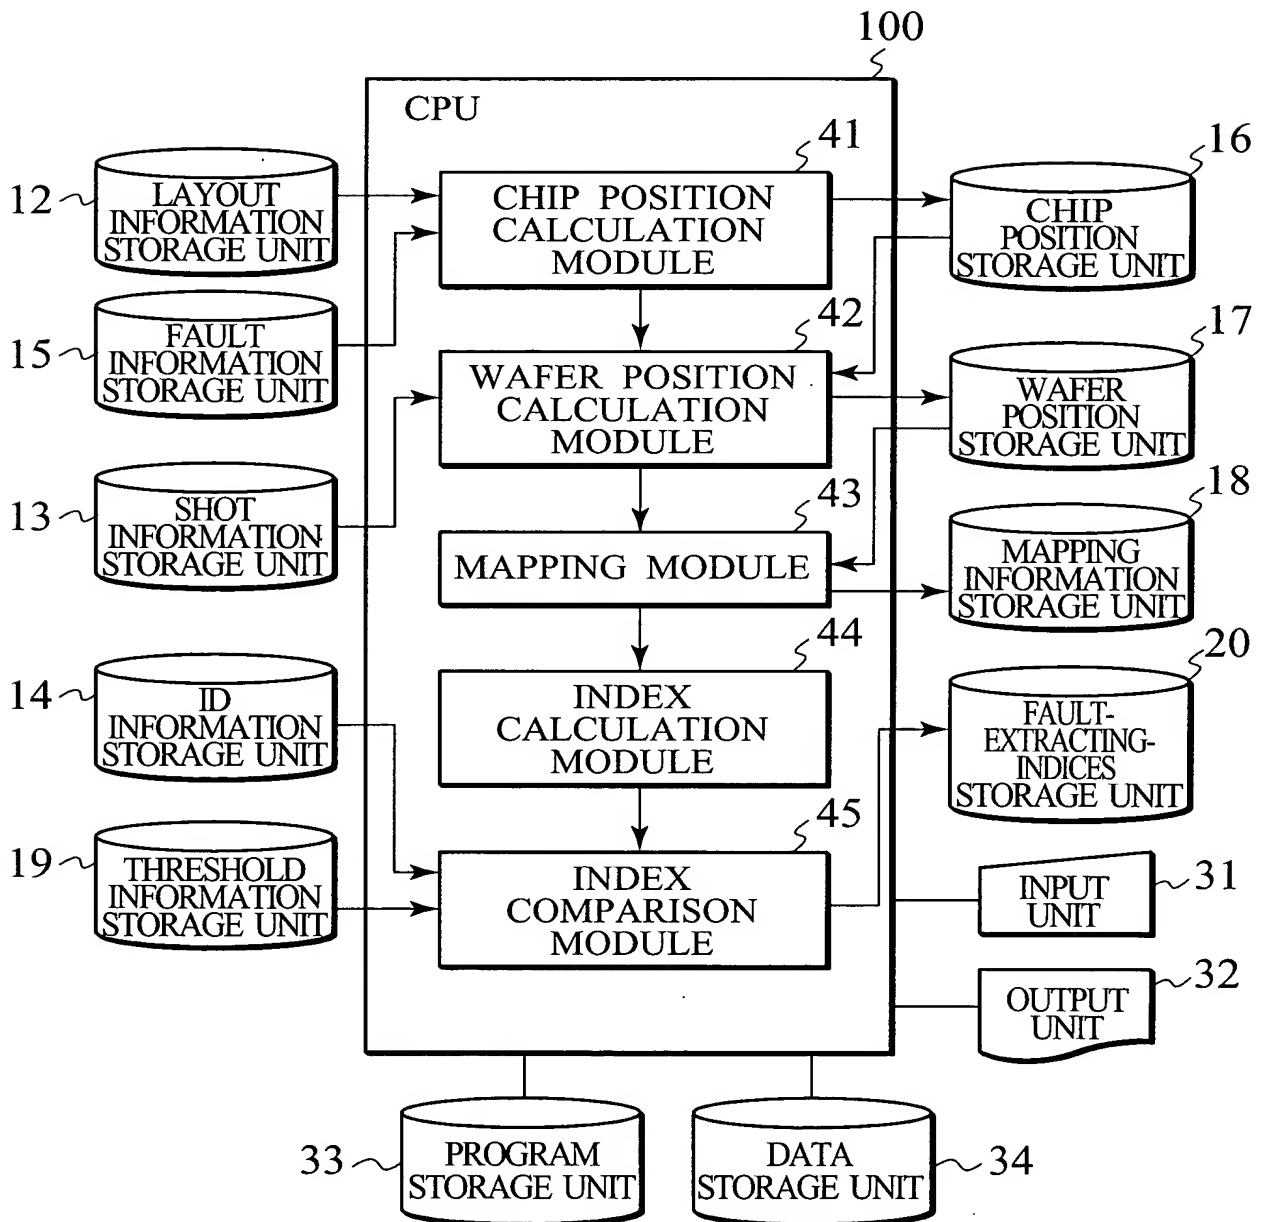 100
CPU
41
CHIP POSITION
CALCULATION
MODULE
12
LAYOUT
INFORMATION
STORAGE UNIT
16
CHIP
POSITION
STORAGE UNIT
15
FAULT
INFORMATION
STORAGE UNIT
42
WAFER POSITION
CALCULATION
MODULE
17
WAFER
POSITION
STORAGE UNIT
13
SHOT
INFORMATION
STORAGE UNIT
43
MAPPING MODULE
18
MAPPING
INFORMATION
STORAGE UNIT
14
ID
INFORMATION
STORAGE UNIT
44
INDEX
CALCULATION
MODULE
20
FAULT-
EXTRACTING-
INDICES
STORAGE UNIT
19
THRESHOLD
INFORMATION
STORAGE UNIT
45
INDEX
COMPARISON
MODULE
31
INPUT
UNIT
32
OUTPUT
UNIT
33
PROGRAM
STORAGE UNIT
34
DATA
STORAGE UNIT